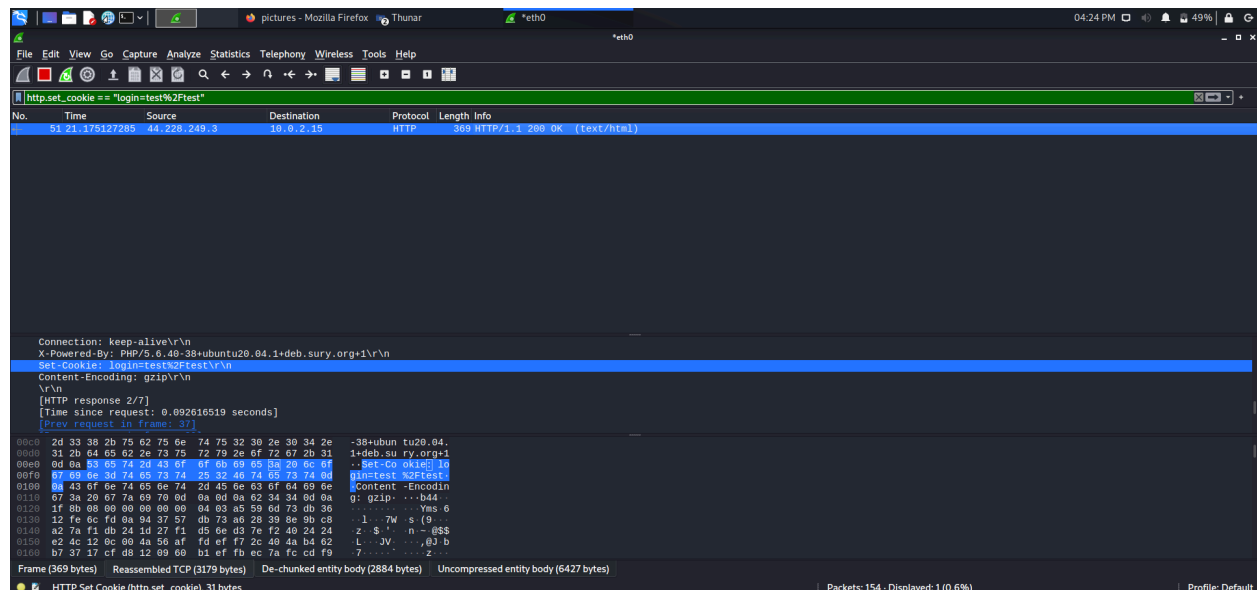 pictures - Mozilla Firefox Thunar *eth0 04:24 PM 49%
*eth0
File Edit View Go Capture Analyze Statistics Telephony Wireless Tools Help
http.set_cookie == "login=test%2Ftest"
No. Time Source Destination Protocol Length Info
51 21.175127285 44.228.249.3 10.0.2.15 HTTP 369 HTTP/1.1 200 OK (text/html)
Connection: keep-alive\r\n
X-Powered-By: PHP/5.6.40-38+ubuntu20.04.1+deb.sury.org+1\r\n
Set-Cookie: login=test%2Ftest\r\n
Content-Encoding: gzip\r\n
\r\n
[HTTP response 2/7]
[Time since request: 0.092616519 seconds]
[Prev request in frame: 37]
00c0 2d 33 38 2b 75 62 75 6e 74 75 32 30 2e 30 34 2e -38+ubun tu20.04.
00d0 31 2b 64 65 62 2e 73 75 72 79 2e 6f 72 67 2b 31 1+deb.su ry.org+1
00e0 0d 0a 53 65 74 2d 43 6f 6f 6b 69 65 3a 20 6c 6f ··Set-Co okie: lo
00f0 67 69 6e 3d 74 65 73 74 25 32 46 74 65 73 74 0d gin=test %2Ftest·
0100 0a 43 6f 6e 74 65 6e 74 2d 45 6e 63 6f 64 69 6e ·Content -Encodin
0110 67 3a 20 67 7a 69 70 0d 0a 0d 0a 62 34 34 0d 0a g: gzip· ···b44··
0120 1f 8b 08 00 00 00 00 00 04 03 a5 59 6d 73 db 36 ········ ···Yms·6
0130 12 fe 6c fd 0a 94 37 57 db 73 a6 28 39 8e 9b c8 ··l···7W ·s·(9···
0140 a2 7a f1 db 24 1d 27 f1 d5 6e d3 7e f2 40 24 24 ·z··$·'· ·n·~·@$$
0150 e2 4c 12 0c 00 4a 56 af fd ef f7 2c 40 4a b4 62 ·L···JV· ···,@J·b
0160 b7 37 17 cf d8 12 09 60 b1 ef fb ec 7a fc cd f9 ·7·····` ····z···
Frame (369 bytes) Reassembled TCP (3179 bytes) De-chunked entity body (2884 bytes) Uncompressed entity body (6427 bytes)
HTTP Set Cookie (http.set_cookie), 31 bytes Packets: 154 · Displayed: 1 (0.6%) Profile: Default